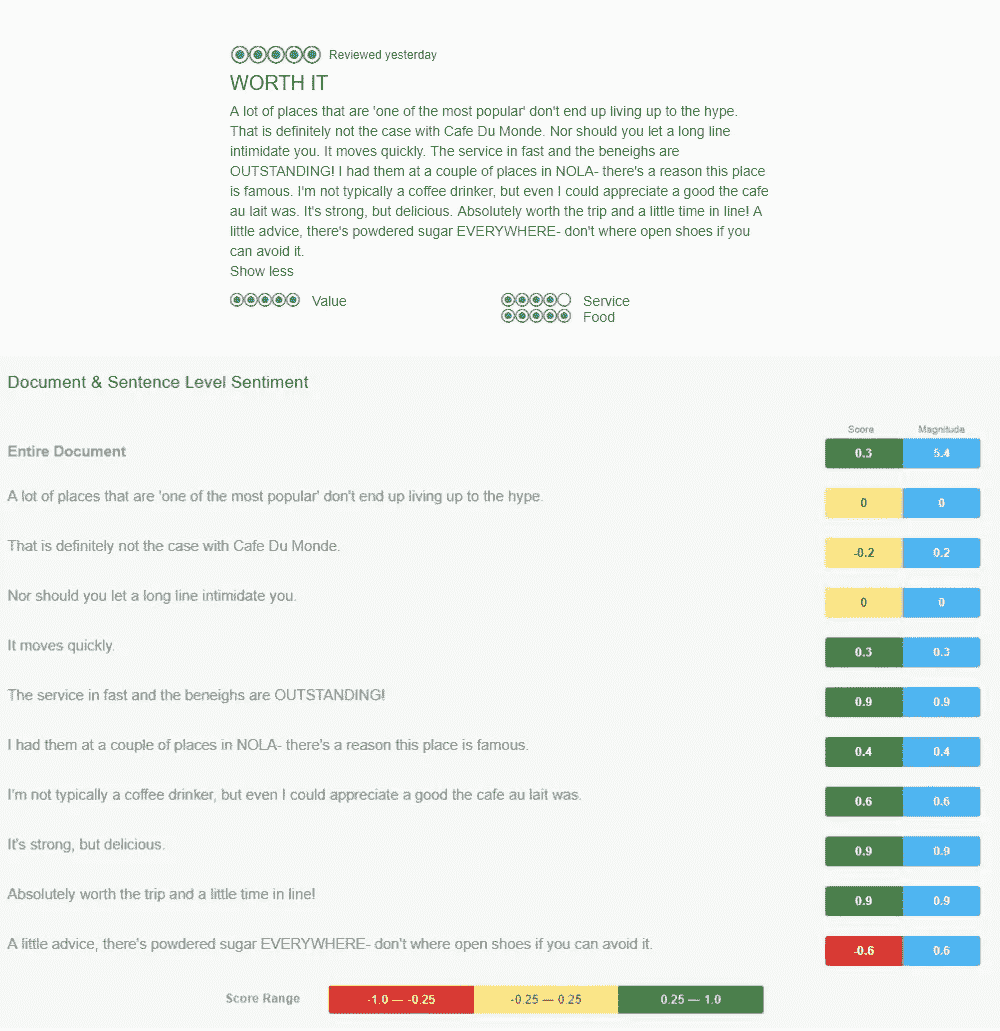 Reviewed yesterday
WORTH IT
A lot of places that are 'one of the most popular' don't end up living up to the hype.
That is definitely not the case with Cafe Du Monde. Nor should you let a long line
intimidate you. It moves quickly. The service in fast and the beneighs are
OUTSTANDING! I had them at a couple of places in NOLA- there's a reason this place
is famous. I'm not typically a coffee drinker, but even I could appreciate a good the cafe
au lait was. It's strong, but delicious. Absolutely worth the trip and a little time in line! A
little advice, there's powdered sugar EVERYWHERE- don't where open shoes if you
can avoid it.
Show less
Value
Service
Food
Document & Sentence Level Sentiment
Score Magnitude
Entire Document 0.3 5.4
A lot of places that are 'one of the most popular' don't end up living up to the hype. 0 0
That is definitely not the case with Cafe Du Monde. -0.2 0.2
Nor should you let a long line intimidate you. 0 0
It moves quickly. 0.3 0.3
The service in fast and the beneighs are OUTSTANDING! 0.9 0.9
I had them at a couple of places in NOLA- there's a reason this place is famous. 0.4 0.4
I'm not typically a coffee drinker, but even I could appreciate a good the cafe au lait was. 0.6 0.6
It's strong, but delicious. 0.9 0.9
Absolutely worth the trip and a little time in line! 0.9 0.9
A little advice, there's powdered sugar EVERYWHERE- don't where open shoes if you can avoid it. -0.6 0.6
Score Range -1.0 — -0.25 -0.25 — 0.25 0.25 — 1.0